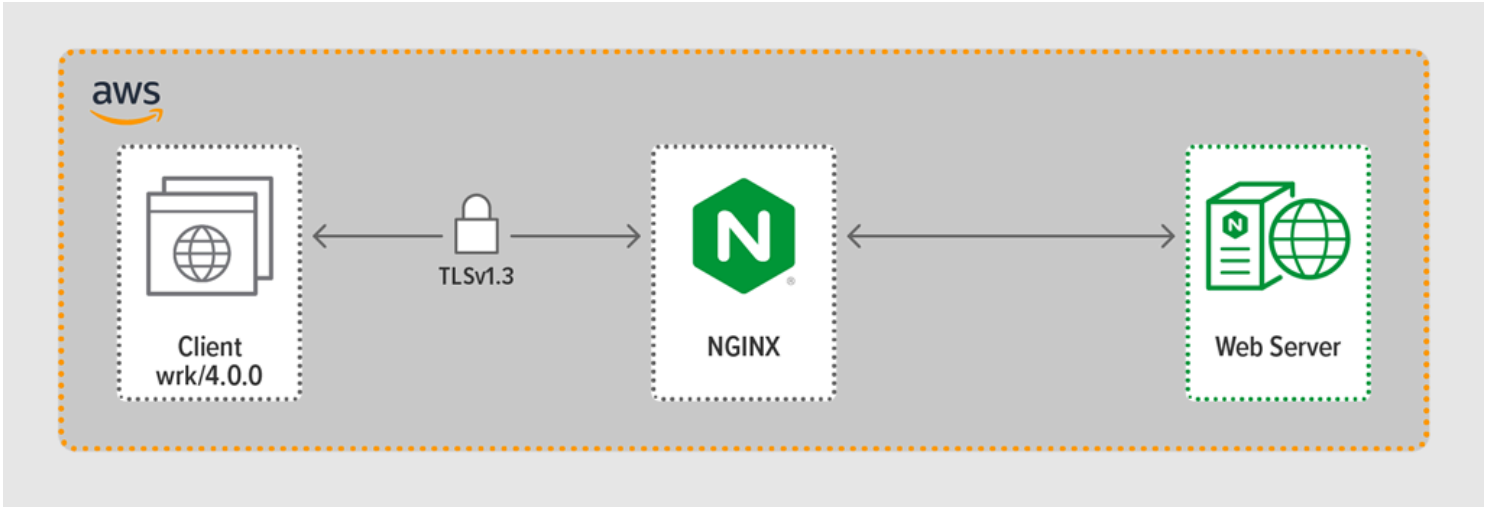 aws
TLSv1.3
N
®
N
Client
wrk/4.0.0
NGINX
Web Server